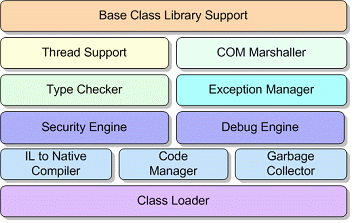 Base Class Library Support
Thread Support
COM Marshaller
Type Checker
Exception Manager
Security Engine
Debug Engine
IL to Native
Compiler
Code
Manager
Garbage
Collector
Class Loader